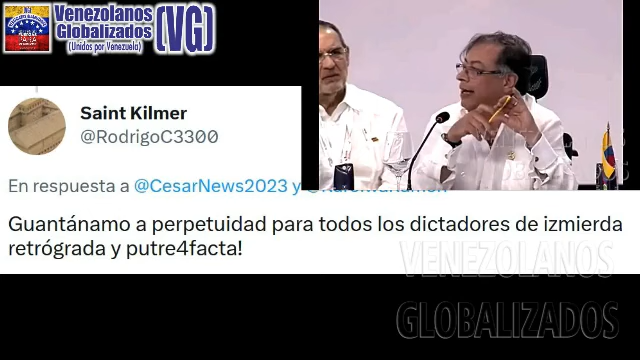 Venezolanos
Globalizados
(Unidos por Venezuela)
(VG)
Saint Kilmer
@RodrigoC3300
En respuesta a @CesarNews2023 y
Guantánamo a perpetuidad para todos los dictadores de izmierda
retrógrada y putre4facta!
VENEZOLANOS
GLOBALIZADOS